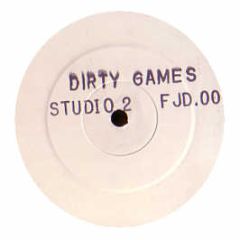 DIRTY GAMES
STUDIO 2 FJD.00